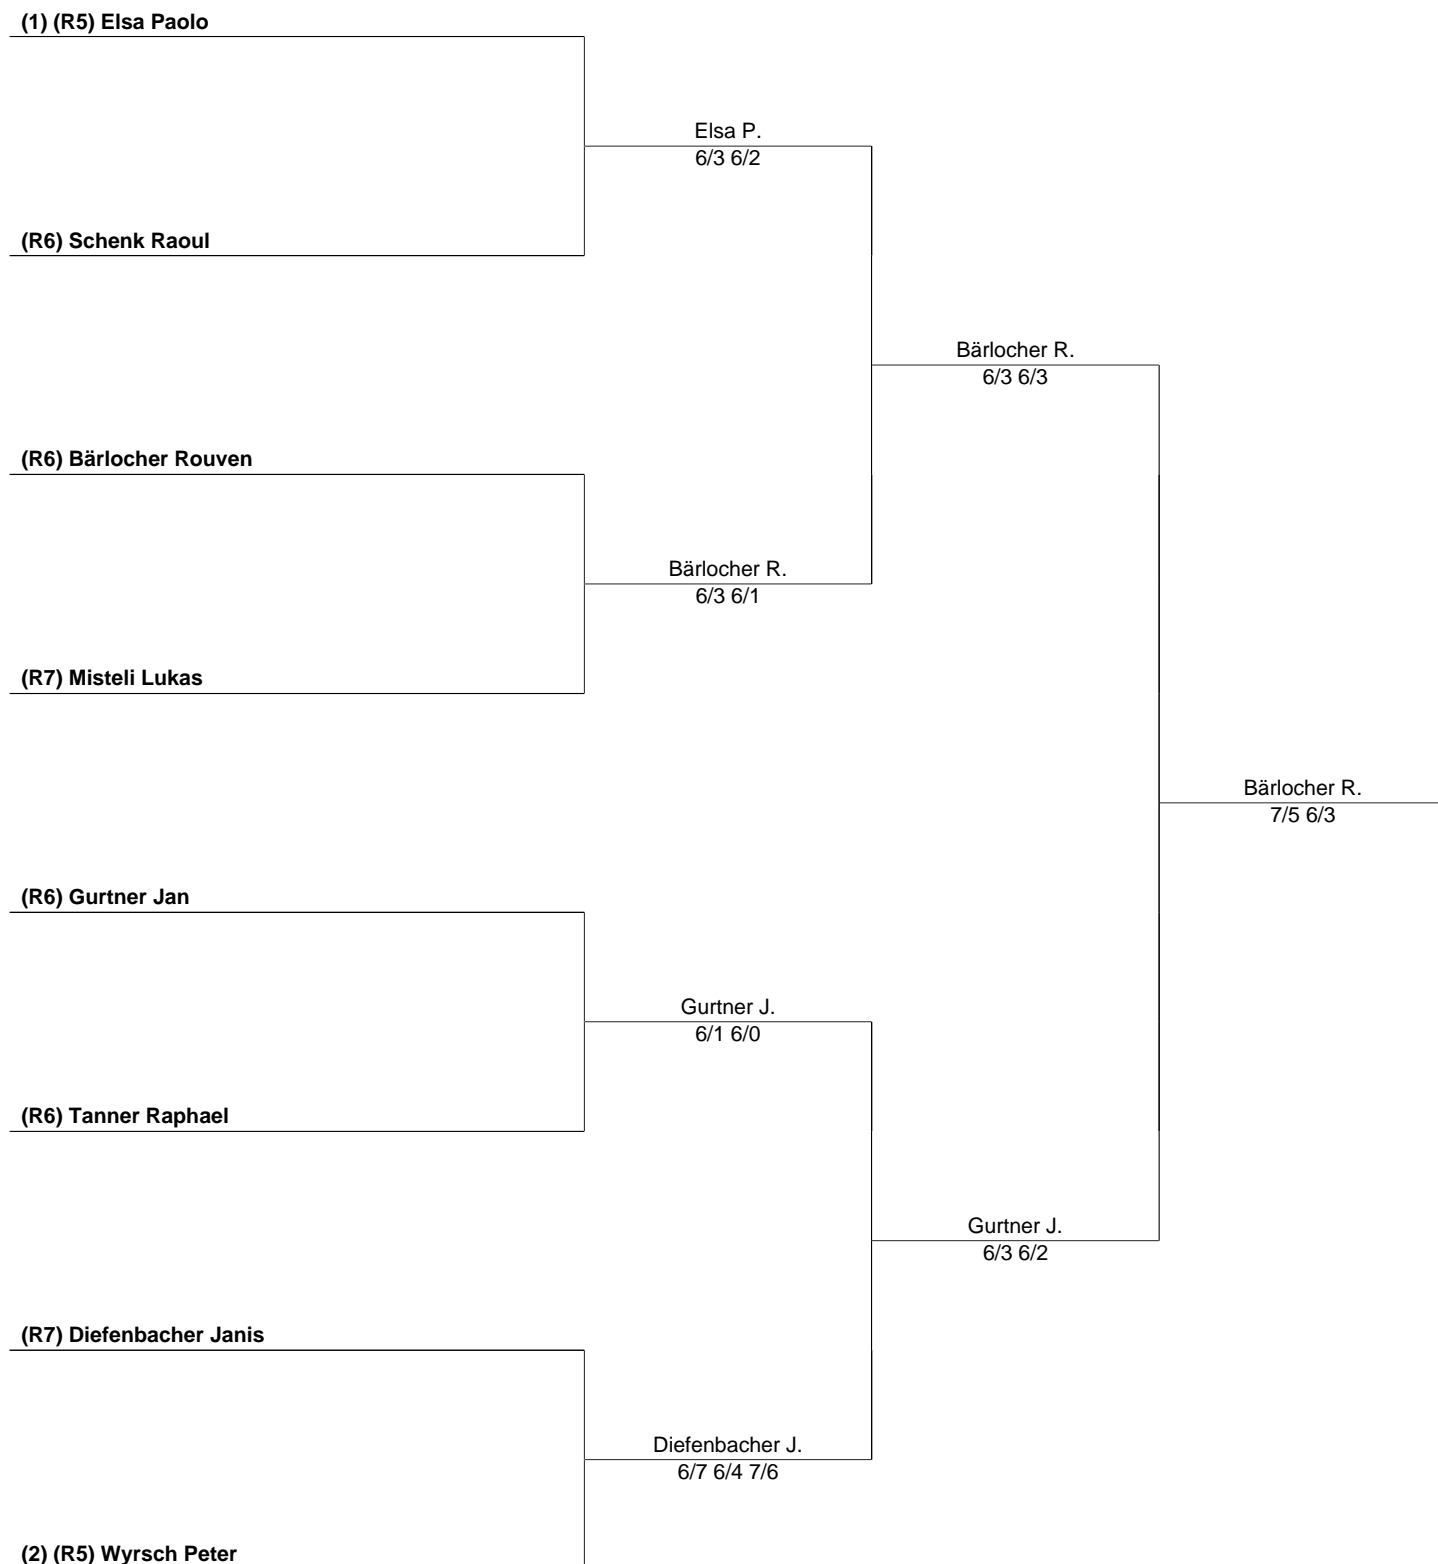 (1) (R5) Elsa Paolo
Elsa P.
6/3 6/2
(R6) Schenk Raoul
Bärlocher R.
6/3 6/3
(R6) Bärlocher Rouven
Bärlocher R.
6/3 6/1
(R7) Misteli Lukas
Bärlocher R.
7/5 6/3
(R6) Gurtner Jan
Gurtner J.
6/1 6/0
(R6) Tanner Raphael
Gurtner J.
6/3 6/2
(R7) Diefenbacher Janis
Diefenbacher J.
6/7 6/4 7/6
(2) (R5) Wyrsch Peter